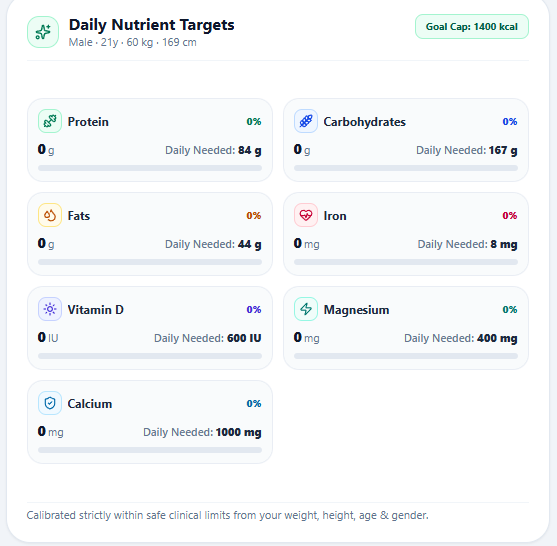 Daily Nutrient Targets
Male · 21y · 60 kg · 169 cm
Goal Cap: 1400 kcal
Protein 0%
0 g Daily Needed: 84 g
Carbohydrates 0%
0 g Daily Needed: 167 g
Fats 0%
0 g Daily Needed: 44 g
Iron 0%
0 mg Daily Needed: 8 mg
Vitamin D 0%
0 IU Daily Needed: 600 IU
Magnesium 0%
0 mg Daily Needed: 400 mg
Calcium 0%
0 mg Daily Needed: 1000 mg
Calibrated strictly within safe clinical limits from your weight, height, age & gender.